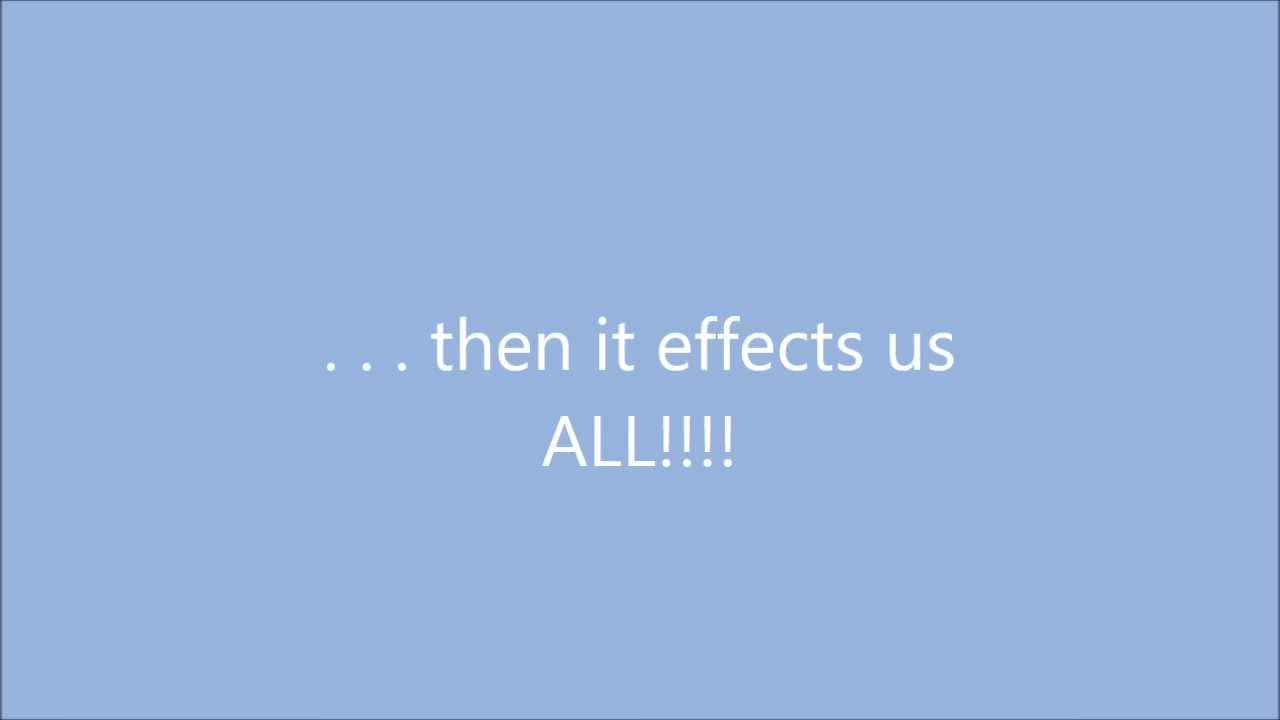 . . . then it effects us
ALL!!!!